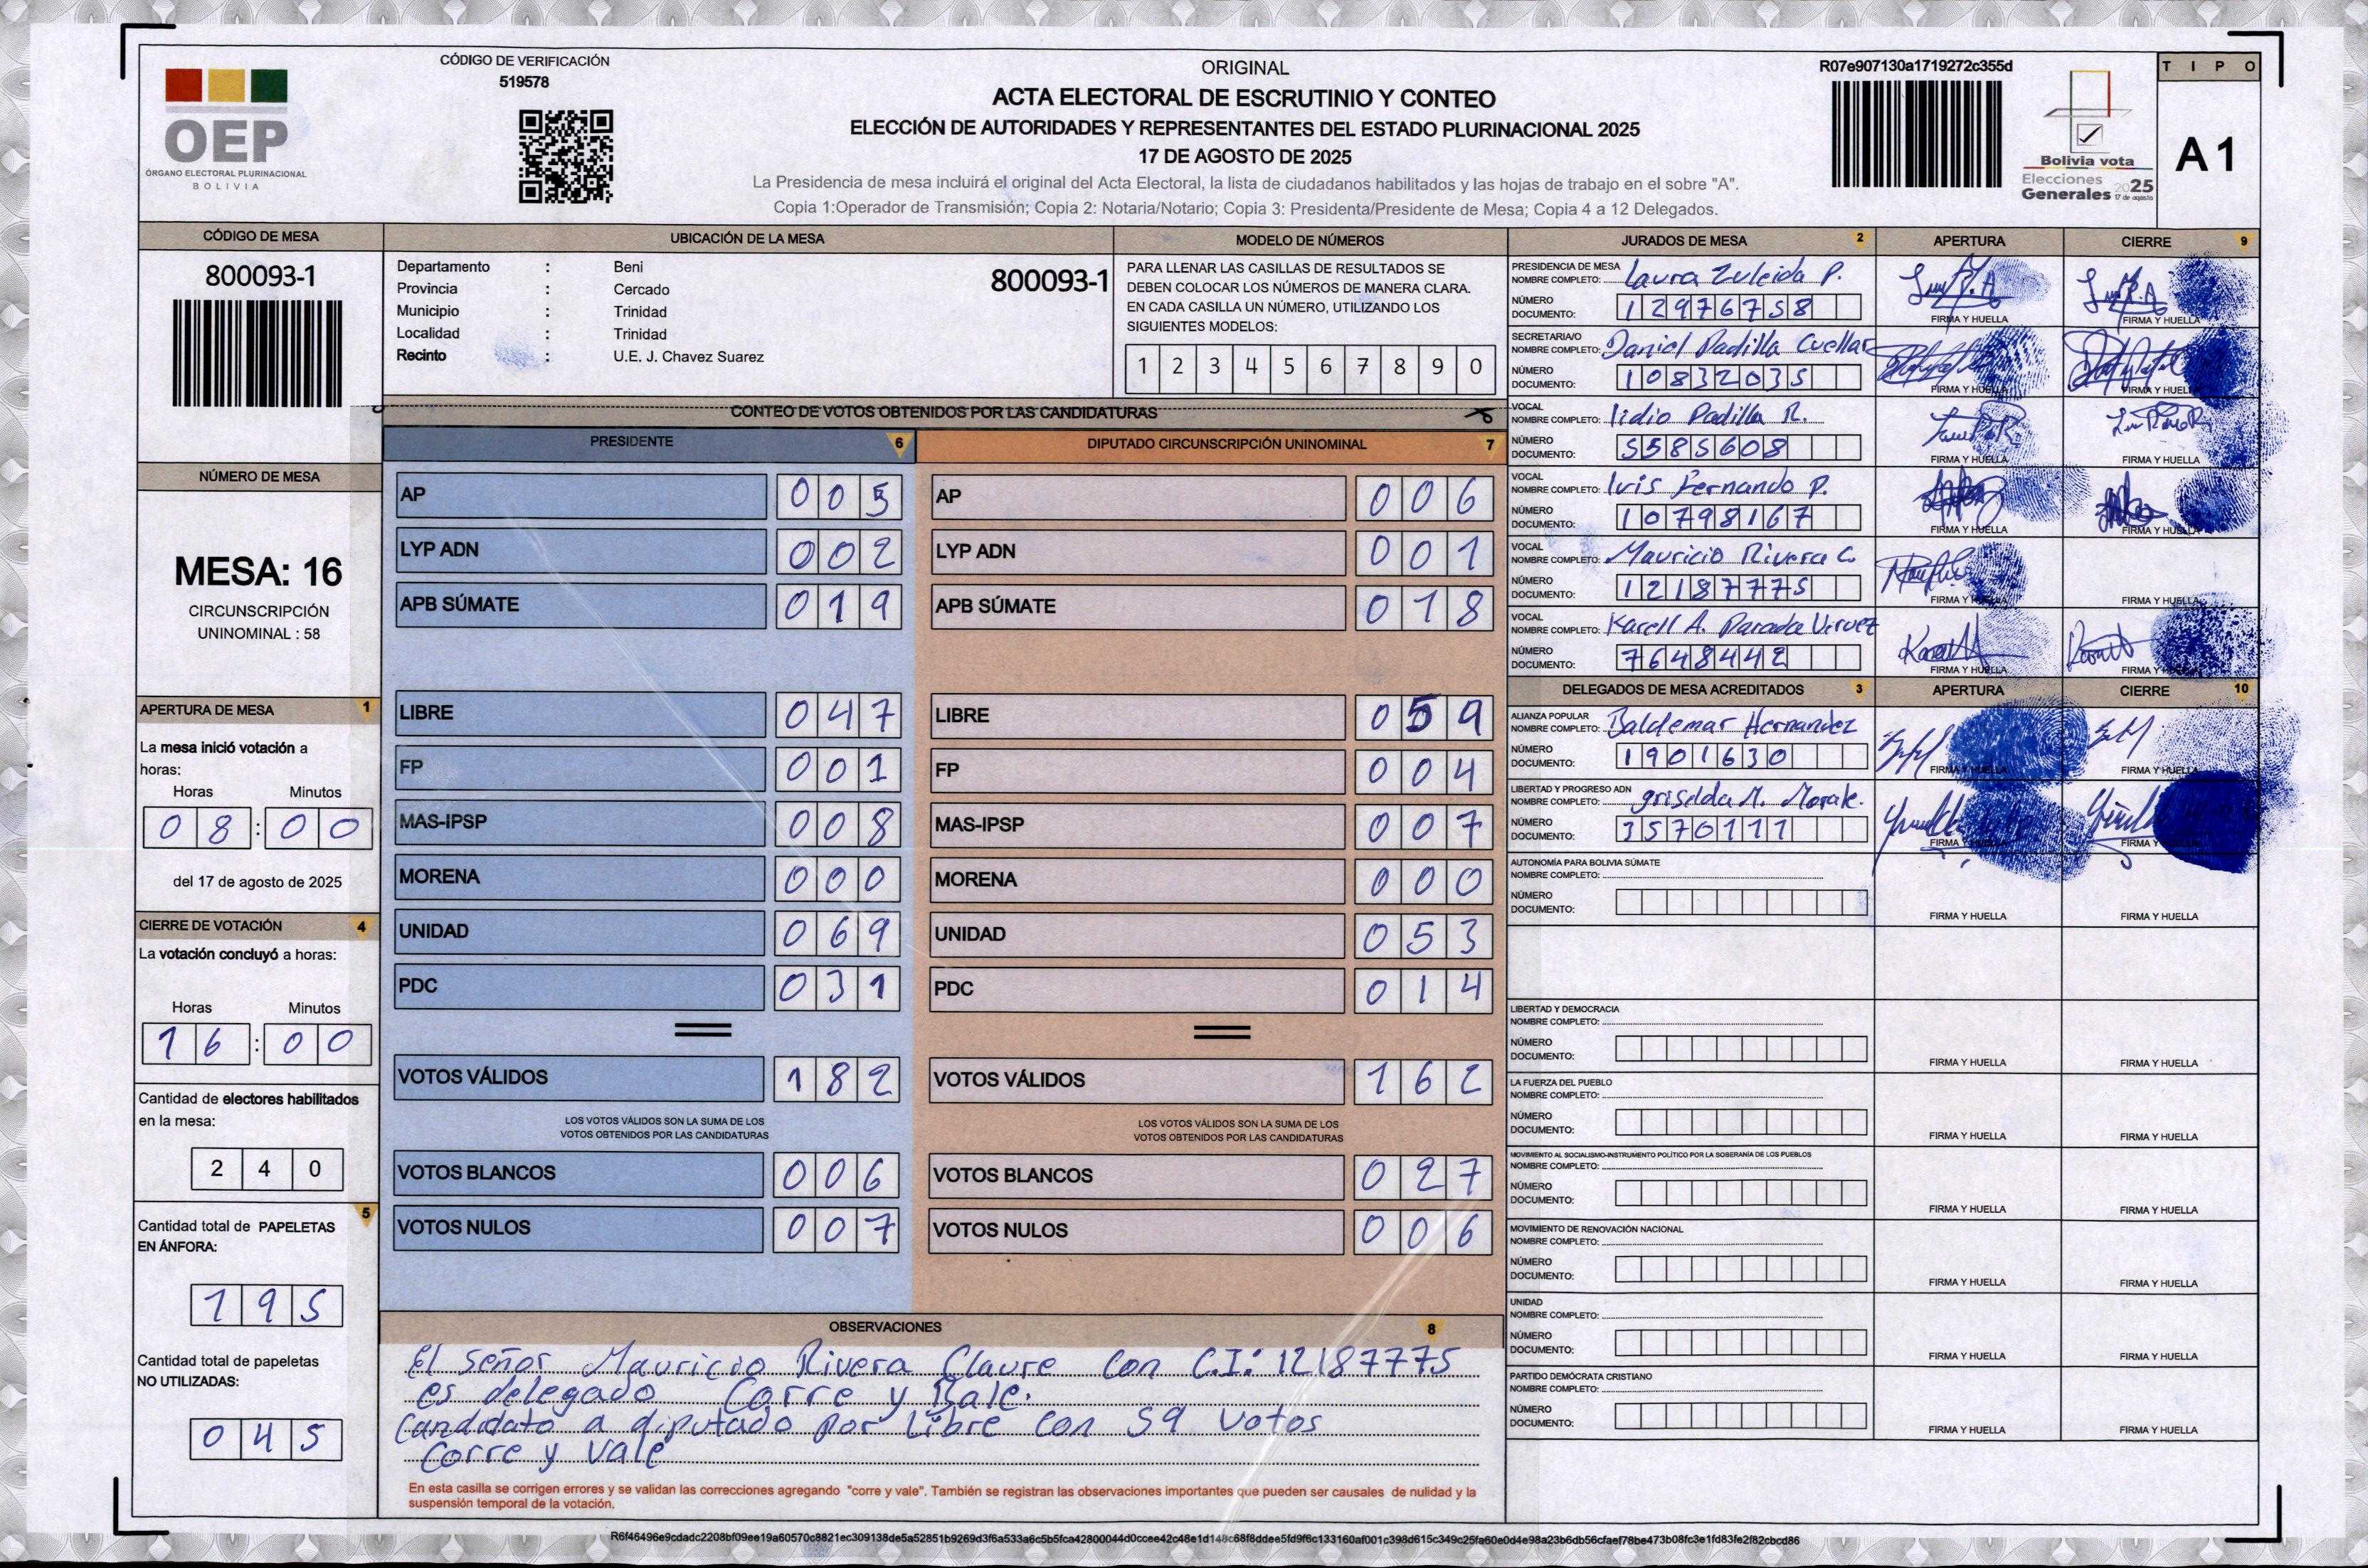 CÓDIGO DE VERIFICACIÓN
519578
OEP
ÓRGANO ELECTORAL PLURINACIONAL
BOLIVIA
ORIGINAL
ACTA ELECTORAL DE ESCRUTINIO Y CONTEO
ELECCIÓN DE AUTORIDADES Y REPRESENTANTES DEL ESTADO PLURINACIONAL 2025
17 DE AGOSTO DE 2025
La Presidencia de mesa incluirá el original del Acta Electoral, la lista de ciudadanos habilitados y las hojas de trabajo en el sobre "A".
Copia 1:Operador de Transmisión; Copia 2: Notaria/Notario; Copia 3: Presidenta/Presidente de Mesa; Copia 4 a 12 Delegados.
R07e907130a1719272c355d
Bolivia vota
Elecciones
Generales 2025
17 de agosto
TIPO
A1
CÓDIGO DE MESA
800093-1
NÚMERO DE MESA
MESA: 16
CIRCUNSCRIPCIÓN
UNINOMINAL : 58
APERTURA DE MESA 1
La mesa inició votación a
horas:
Horas Minutos
08:00
del 17 de agosto de 2025
CIERRE DE VOTACIÓN 4
La votación concluyó a horas:
Horas Minutos
16:00
Cantidad de electores habilitados
en la mesa:
240
5
Cantidad total de PAPELETAS
EN ÁNFORA:
195
Cantidad total de papeletas
NO UTILIZADAS:
045
UBICACIÓN DE LA MESA
Departamento : Beni
800093-1
Provincia : Cercado
Municipio : Trinidad
Localidad : Trinidad
Recinto : U.E. J. Chavez Suarez
MODELO DE NÚMEROS
PARA LLENAR LAS CASILLAS DE RESULTADOS SE
DEBEN COLOCAR LOS NÚMEROS DE MANERA CLARA.
EN CADA CASILLA UN NÚMERO, UTILIZANDO LOS
SIGUIENTES MODELOS:
1 2 3 4 5 6 7 8 9 0
CONTEO DE VOTOS OBTENIDOS POR LAS CANDIDATURAS
PRESIDENTE 6
AP 005
LYP ADN 002
APB SÚMATE 019
LIBRE 047
FP 001
MAS-IPSP 008
MORENA 000
UNIDAD 069
PDC 031
VOTOS VÁLIDOS 182
LOS VOTOS VÁLIDOS SON LA SUMA DE LOS
VOTOS OBTENIDOS POR LAS CANDIDATURAS
VOTOS BLANCOS 006
VOTOS NULOS 007
DIPUTADO CIRCUNSCRIPCIÓN UNINOMINAL 7
AP 006
LYP ADN 001
APB SÚMATE 018
LIBRE 059
FP 004
MAS-IPSP 007
MORENA 000
UNIDAD 053
PDC 014
VOTOS VÁLIDOS 162
LOS VOTOS VÁLIDOS SON LA SUMA DE LOS
VOTOS OBTENIDOS POR LAS CANDIDATURAS
VOTOS BLANCOS 027
VOTOS NULOS 006
OBSERVACIONES 8
El señor Mauricio Rivera Claure con C.I: 12187775
es delegado Corre y Bale.
Candidato a diputado por Libre con 59 votos
Corre y vale
En esta casilla se corrigen errores y se validan las correcciones agregando "corre y vale". También se registran las observaciones importantes que pueden ser causales de nulidad y la
suspensión temporal de la votación.
JURADOS DE MESA 2 APERTURA CIERRE 9
PRESIDENCIA DE MESA
NOMBRE COMPLETO: Laura Zuleida P.
NÚMERO
DOCUMENTO: 12976758
FIRMA Y HUELLA FIRMA Y HUELLA
SECRETARIA/O
NOMBRE COMPLETO: Daniel Padilla Cuellar
NÚMERO
DOCUMENTO: 10832035
FIRMA Y HUELLA FIRMA Y HUELLA
VOCAL
NOMBRE COMPLETO: lidio Padilla R.
NÚMERO
DOCUMENTO: 5585608
FIRMA Y HUELLA FIRMA Y HUELLA
VOCAL
NOMBRE COMPLETO: luis Fernando P.
NÚMERO
DOCUMENTO: 10798167
FIRMA Y HUELLA FIRMA Y HUELLA
VOCAL
NOMBRE COMPLETO: Mauricio Rivera C.
NÚMERO
DOCUMENTO: 12187775
FIRMA Y HUELLA FIRMA Y HUELLA
VOCAL
NOMBRE COMPLETO: Karell A. Parada
NÚMERO
DOCUMENTO: 7648442
FIRMA Y HUELLA FIRMA Y HUELLA
DELEGADOS DE MESA ACREDITADOS 3 APERTURA CIERRE 10
ALIANZA POPULAR
NOMBRE COMPLETO: Baldemar Hernandez
NÚMERO
DOCUMENTO: 1901630
FIRMA Y HUELLA FIRMA Y HUELLA
LIBERTAD Y PROGRESO ADN
NOMBRE COMPLETO: griselda M. Morale.
NÚMERO
DOCUMENTO: 3570111
FIRMA Y HUELLA FIRMA Y HUELLA
AUTONOMÍA PARA BOLIVIA SÚMATE
NOMBRE COMPLETO:
NÚMERO
DOCUMENTO:
FIRMA Y HUELLA FIRMA Y HUELLA
LIBERTAD Y DEMOCRACIA
NOMBRE COMPLETO:
NÚMERO
DOCUMENTO:
FIRMA Y HUELLA FIRMA Y HUELLA
LA FUERZA DEL PUEBLO
NOMBRE COMPLETO:
NÚMERO
DOCUMENTO:
FIRMA Y HUELLA FIRMA Y HUELLA
MOVIMIENTO AL SOCIALISMO-INSTRUMENTO POLÍTICO POR LA SOBERANÍA DE LOS PUEBLOS
NOMBRE COMPLETO:
NÚMERO
DOCUMENTO:
FIRMA Y HUELLA FIRMA Y HUELLA
MOVIMIENTO DE RENOVACIÓN NACIONAL
NOMBRE COMPLETO:
NÚMERO
DOCUMENTO:
FIRMA Y HUELLA FIRMA Y HUELLA
UNIDAD
NOMBRE COMPLETO:
NÚMERO
DOCUMENTO:
FIRMA Y HUELLA FIRMA Y HUELLA
PARTIDO DEMÓCRATA CRISTIANO
NOMBRE COMPLETO:
NÚMERO
DOCUMENTO:
FIRMA Y HUELLA FIRMA Y HUELLA